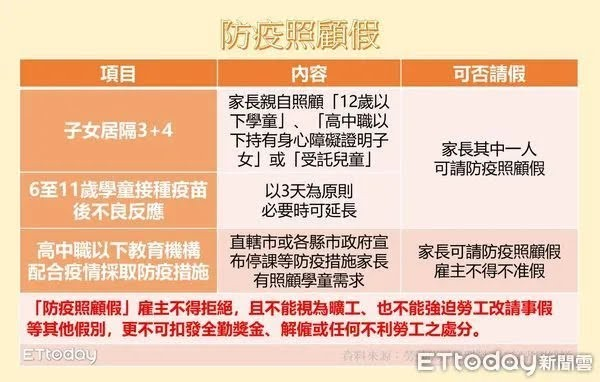 防疫照顧假
項目
內容
可否請假
子女居隔3+4
家長親自照顧「12歲以
下學童」、「高中職以
下持有身心障礙證明子
女」或「受託兒童」
家長其中一人
可請防疫照顧假
6至11歲學童接種疫苗
後不良反應
以3天為原則
必要時可延長
高中職以下教育機構
配合疫情採取防疫措施
直轄市或各縣市政府宣
布停課等防疫措施家長
有照顧學童需求
家長可請防疫照顧假
雇主不得不准假
「防疫照顧假」雇主不得拒絕，且不能視為曠工、也不能強迫勞工改請事假
等其他假別，更不可扣發全勤獎金、解僱或任何不利勞工之處分。
ETtoday
資料來源：勞
ETtoday新聞雲